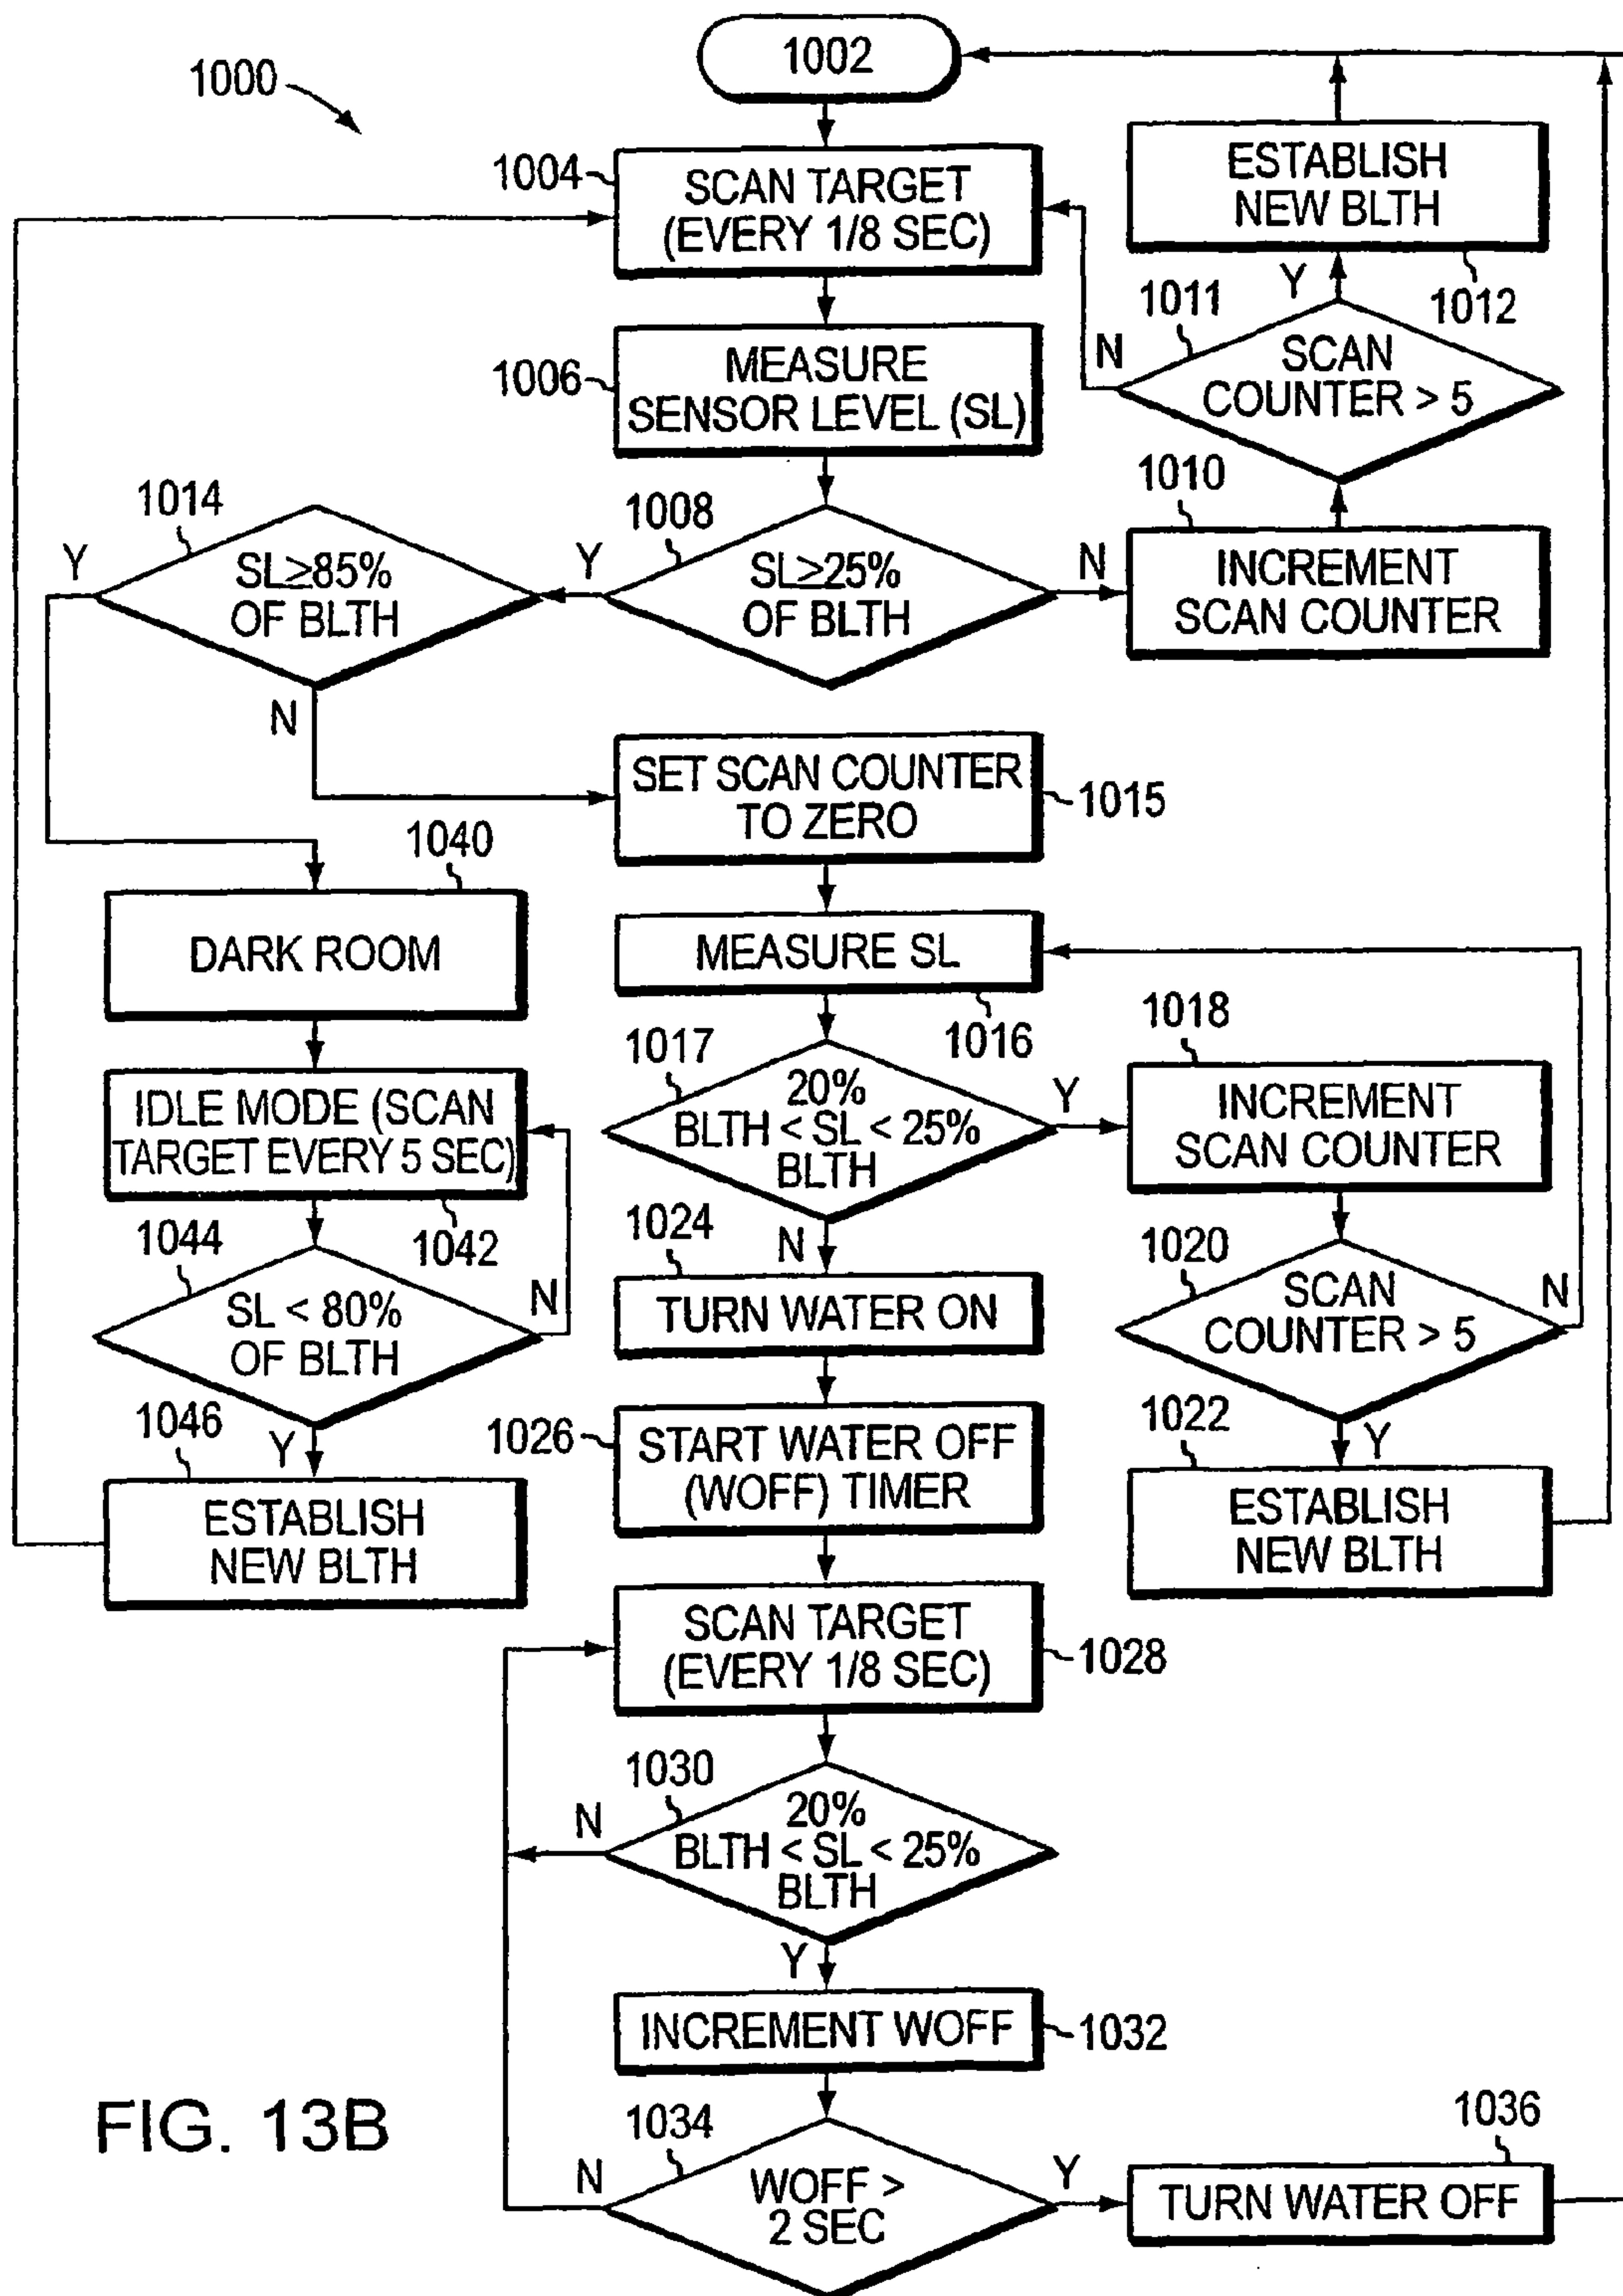 1000
1002
1004
SCAN TARGET
(EVERY 1/8 SEC)
ESTABLISH
NEW BLTH
1012
Y
1011
N
SCAN
COUNTER > 5
1006
MEASURE
SENSOR LEVEL (SL)
1014
Y
SL≥85%
OF BLTH
N
1008
Y
SL≥25%
OF BLTH
N
1010
INCREMENT
SCAN COUNTER
SET SCAN COUNTER
TO ZERO
1015
1040
DARK ROOM
MEASURE SL
1016
1017
20%
BLTH < SL < 25%
BLTH
Y
N
1018
INCREMENT
SCAN COUNTER
IDLE MODE (SCAN
TARGET EVERY 5 SEC)
1042
1044
SL < 80%
OF BLTH
N
Y
1024
TURN WATER ON
1020
SCAN
COUNTER > 5
N
Y
1046
ESTABLISH
NEW BLTH
1026
START WATER OFF
(WOFF) TIMER
1022
ESTABLISH
NEW BLTH
SCAN TARGET
(EVERY 1/8 SEC)
1028
1030
N
20%
BLTH < SL < 25%
BLTH
Y
INCREMENT WOFF
1032
1034
N
WOFF >
2 SEC
Y
1036
TURN WATER OFF
FIG. 13B